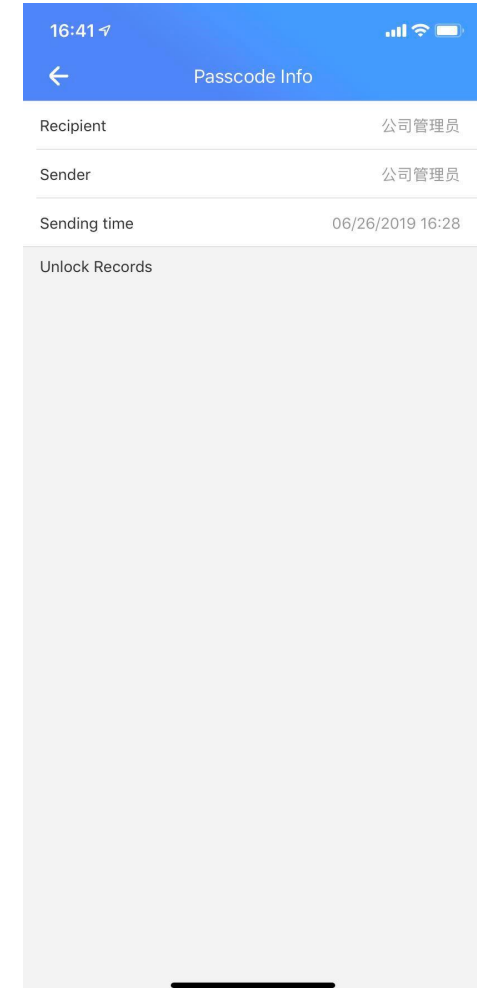 16:41
Passcode Info
Recipient 公司管理员
Sender 公司管理员
Sending time 06/26/2019 16:28
Unlock Records